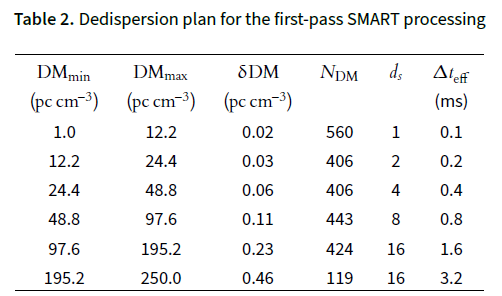 Table 2. Dedispersion plan for the first-pass SMART processing
DMmin DMmax δDM NDM ds Δteff
(pc cm⁻³) (pc cm⁻³) (pc cm⁻³) (ms)
1.0 12.2 0.02 560 1 0.1
12.2 24.4 0.03 406 2 0.2
24.4 48.8 0.06 406 4 0.4
48.8 97.6 0.11 443 8 0.8
97.6 195.2 0.23 424 16 1.6
195.2 250.0 0.46 119 16 3.2